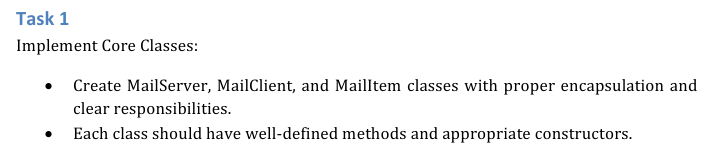 Task 1
Implement Core Classes:
• Create MailServer, MailClient, and MailItem classes with proper encapsulation and
clear responsibilities.
• Each class should have well-defined methods and appropriate constructors.